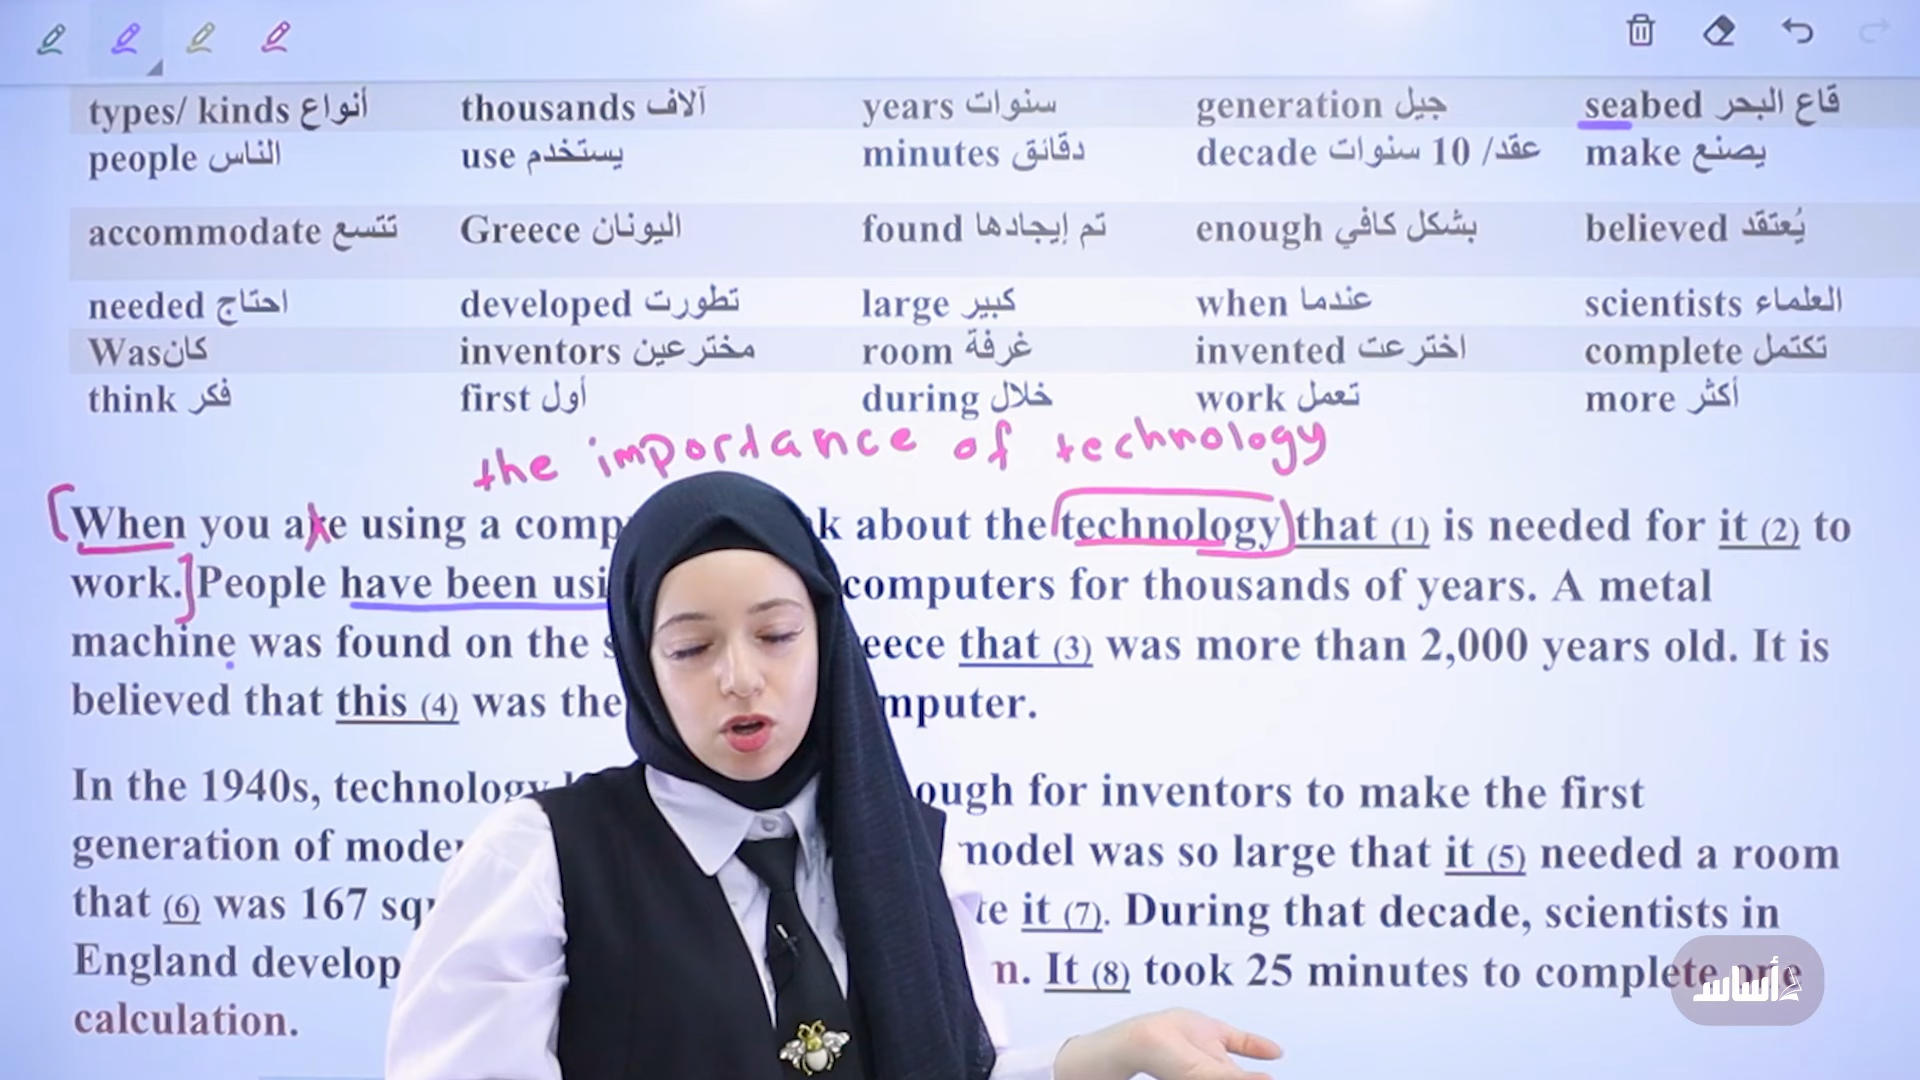 types/ kinds أنواع thousands آلاف years سنوات generation جيل seabed قاع البحر
people الناس use يستخدم minutes دقائق decade عقد/ 10 سنوات make يصنع
accommodate تتسع Greece اليونان found تم إيجادها enough بشكل كافي believed يُعتقد
needed احتاج developed تطورت large كبير when عندما scientists العلماء
Was كان inventors مخترعين room غرفة invented اخترعت complete تكتمل
think فكر first أول during خلال work تعمل more أكثر
the importance of technology
When you are using a comp k about the technology that (1) is needed for it (2) to
work. People have been usi computers for thousands of years. A metal
machine was found on the s eece that (3) was more than 2,000 years old. It is
believed that this (4) was the mputer.
In the 1940s, technology ough for inventors to make the first
generation of moder model was so large that it (5) needed a room
that (6) was 167 squ te it (7). During that decade, scientists in
England develop n. It (8) took 25 minutes to complete one
calculation.
أساس